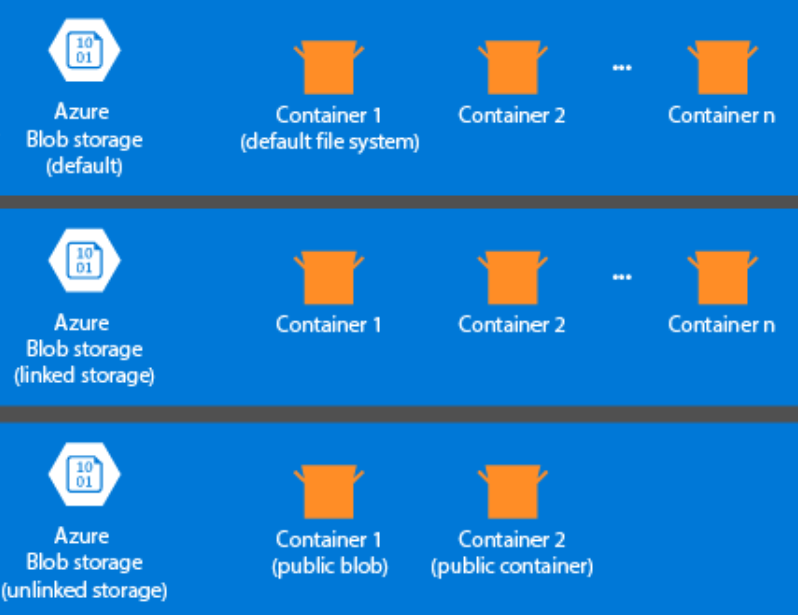 10
01
Azure
Blob storage
(default)
Container 1
(default file system)
Container 2
...
Container n
10
01
Azure
Blob storage
(linked storage)
Container 1
Container 2
...
Container n
10
01
Azure
Blob storage
(unlinked storage)
Container 1
(public blob)
Container 2
(public container)